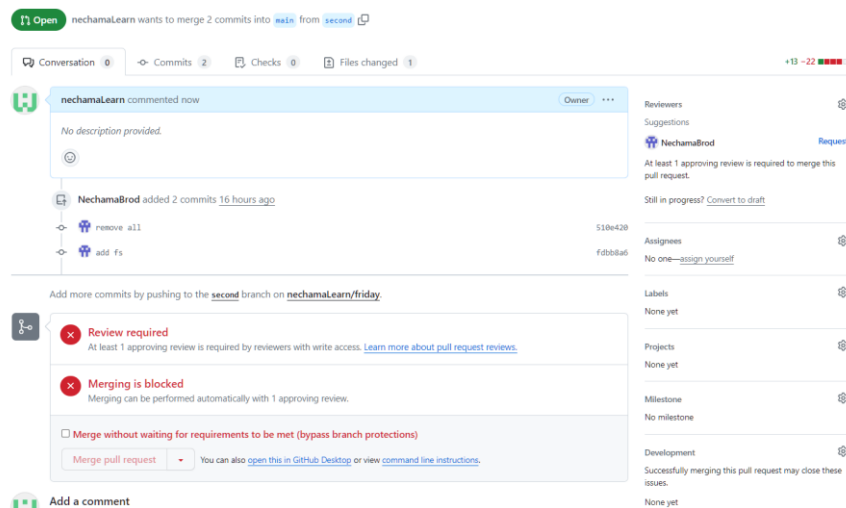 Open nechamaLearn wants to merge 2 commits into main from second
Conversation 0 Commits 2 Checks 0 Files changed 1 +13 −22
nechamaLearn commented now Owner ...
No description provided.
NechamaBrod added 2 commits 16 hours ago
remove all 510e420
add fs fdbb8a6
Add more commits by pushing to the second branch on nechamaLearn/friday.
Review required
At least 1 approving review is required by reviewers with write access. Learn more about pull request reviews.
Merging is blocked
Merging can be performed automatically with 1 approving review.
Merge without waiting for requirements to be met (bypass branch protections)
Merge pull request You can also open this in GitHub Desktop or view command line instructions.
Add a comment
Reviewers
Suggestions
NechamaBrod Request
At least 1 approving review is required to merge this
pull request.
Still in progress? Convert to draft
Assignees
No one—assign yourself
Labels
None yet
Projects
None yet
Milestone
No milestone
Development
Successfully merging this pull request may close these
issues.
None yet